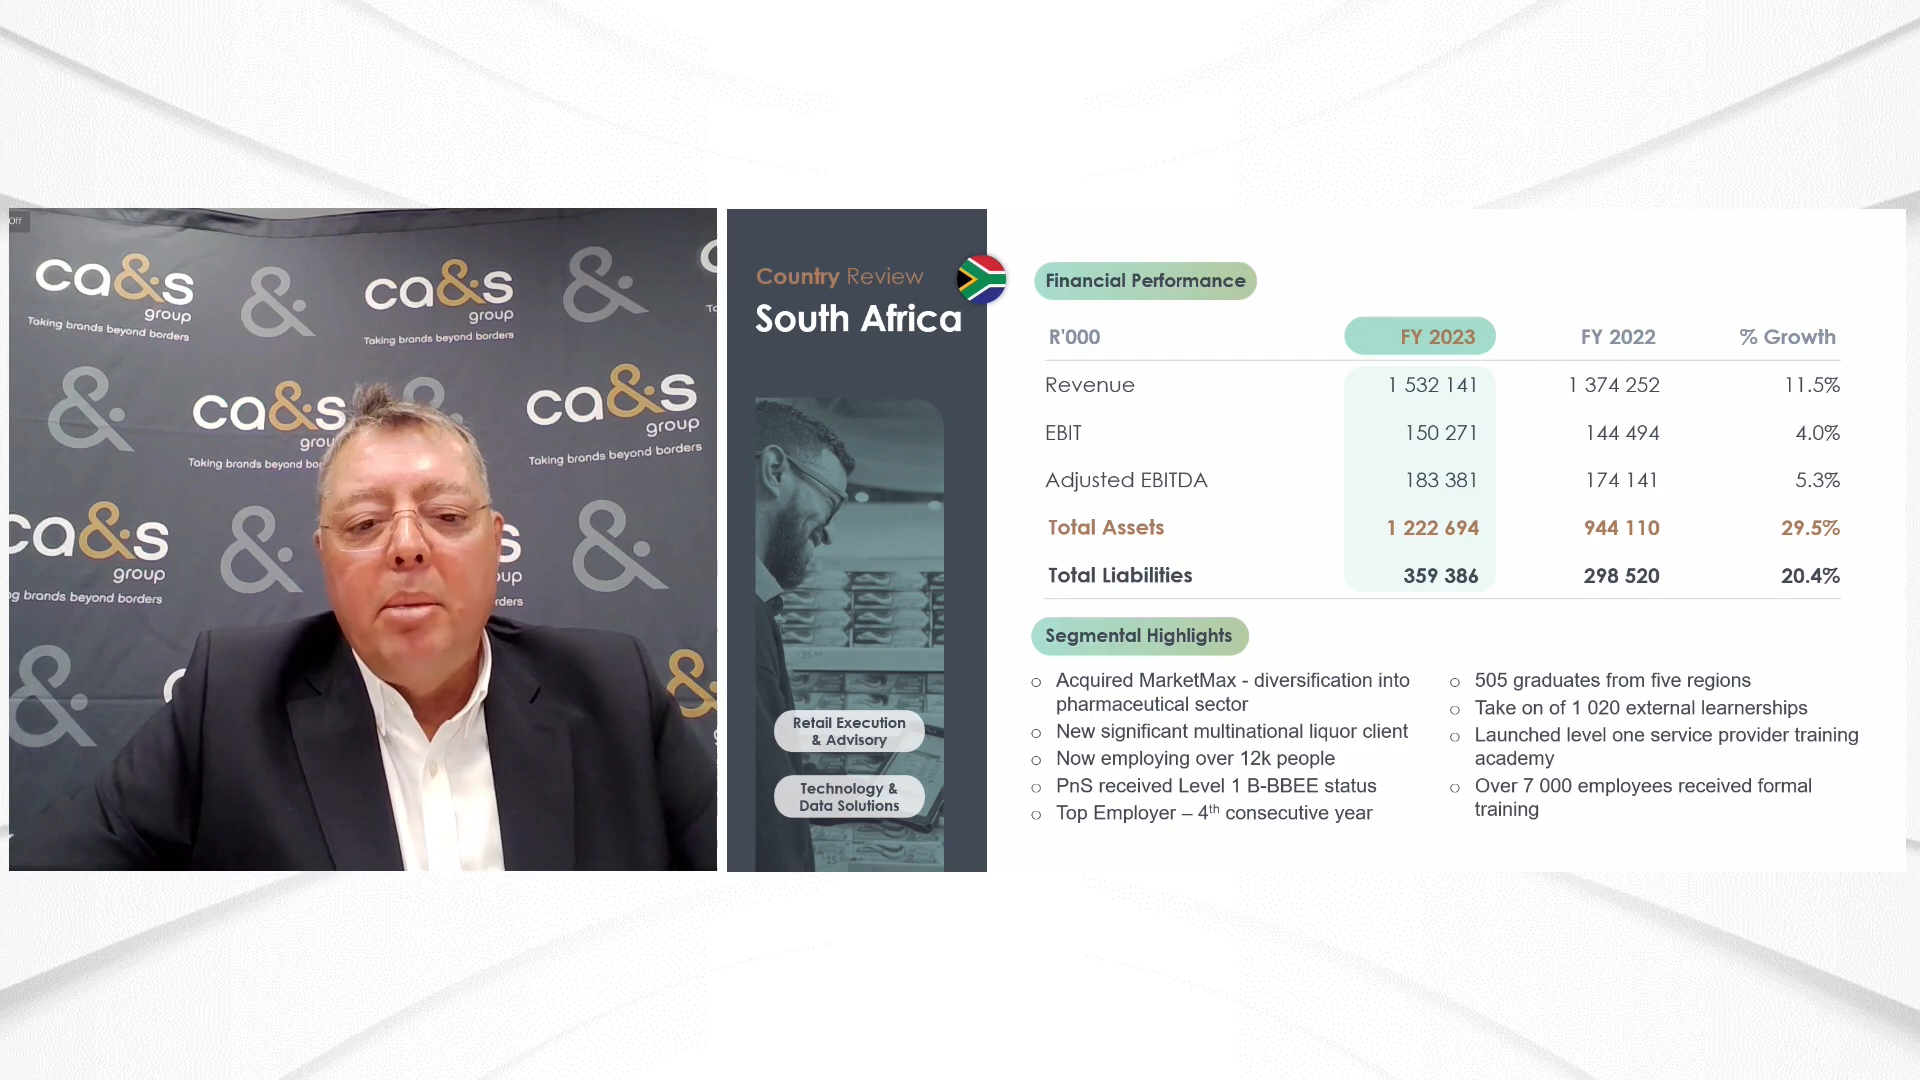 Off
ca&s
group
Taking brands beyond borders
&
ca&s
group
Taking brands beyond borders
&
&
ca&s
grou
Taking brands beyond bor
&
ca&s
group
Taking brands beyond borders
ca&s
group
g brands beyond borders
&
s
oup
rders
&
&
&
Country Review
South Africa
Retail Execution
& Advisory
Technology &
Data Solutions
Financial Performance
R'000 FY 2023 FY 2022 % Growth
Revenue 1 532 141 1 374 252 11.5%
EBIT 150 271 144 494 4.0%
Adjusted EBITDA 183 381 174 141 5.3%
Total Assets 1 222 694 944 110 29.5%
Total Liabilities 359 386 298 520 20.4%
Segmental Highlights
○ Acquired MarketMax - diversification into
pharmaceutical sector
○ New significant multinational liquor client
○ Now employing over 12k people
○ PnS received Level 1 B-BBEE status
○ Top Employer – 4th consecutive year
○ 505 graduates from five regions
○ Take on of 1 020 external learnerships
○ Launched level one service provider training
academy
○ Over 7 000 employees received formal
training